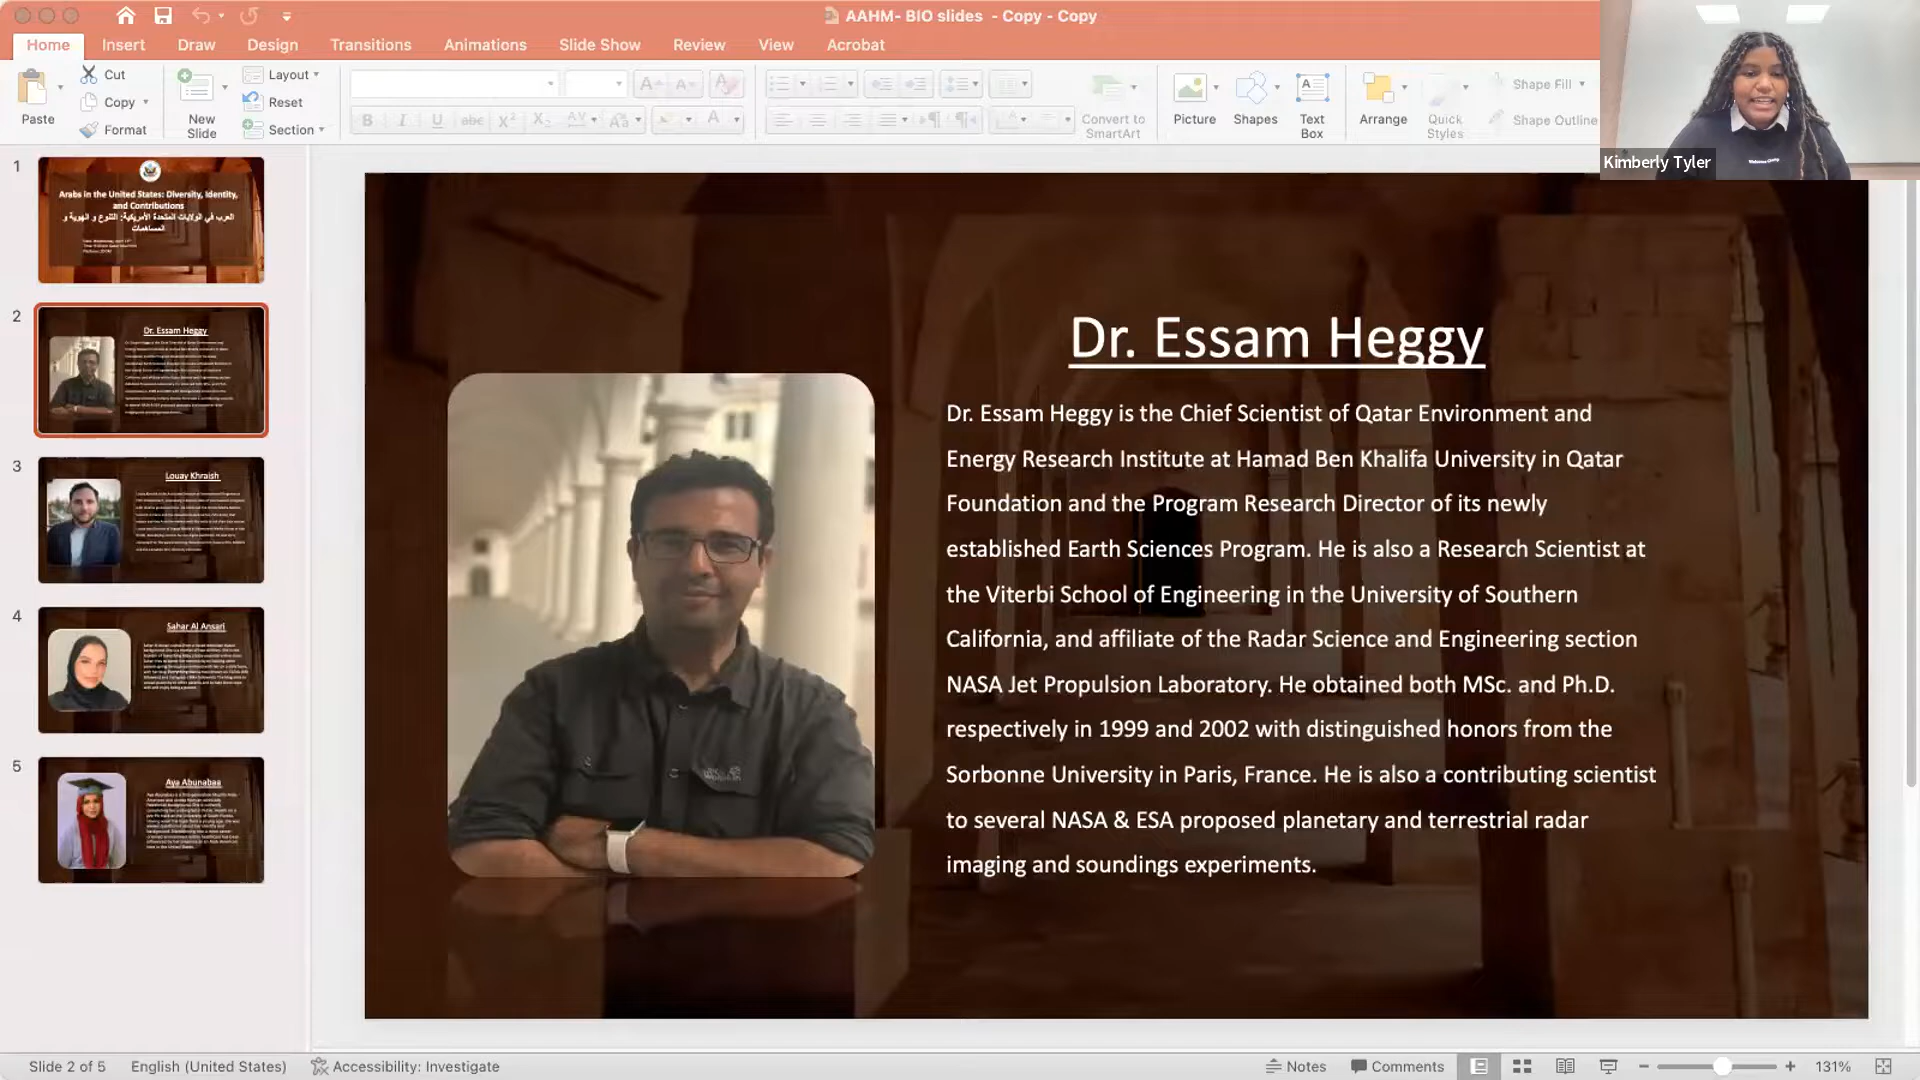 AAHM- BIO slides - Copy - Copy
Home
Insert
Draw
Design
Transitions
Animations
Slide Show
Review
View
Acrobat
Paste
Cut
Copy
Format
New
Slide
Layout
Reset
Section
Convert to
SmartArt
Picture
Shapes
Text
Box
Arrange
Quick
Styles
Shape Fill
Shape Outline
Kimberly Tyler
1
Arabs in the United States: Diversity, Identity,
and Contributions
العرب في الولايات المتحدة الأمريكية: التنوع و الهوية و
المساهمات
2
Dr. Essam Heggy
3
Louay Khraish
4
Sahar Al Ansari
5
Aya Abunabaa
Dr. Essam Heggy
Dr. Essam Heggy is the Chief Scientist of Qatar Environment and
Energy Research Institute at Hamad Ben Khalifa University in Qatar
Foundation and the Program Research Director of its newly
established Earth Sciences Program. He is also a Research Scientist at
the Viterbi School of Engineering in the University of Southern
California, and affiliate of the Radar Science and Engineering section
NASA Jet Propulsion Laboratory. He obtained both MSc. and Ph.D.
respectively in 1999 and 2002 with distinguished honors from the
Sorbonne University in Paris, France. He is also a contributing scientist
to several NASA & ESA proposed planetary and terrestrial radar
imaging and soundings experiments.
Slide 2 of 5
English (United States)
Accessibility: Investigate
Notes
Comments
131%